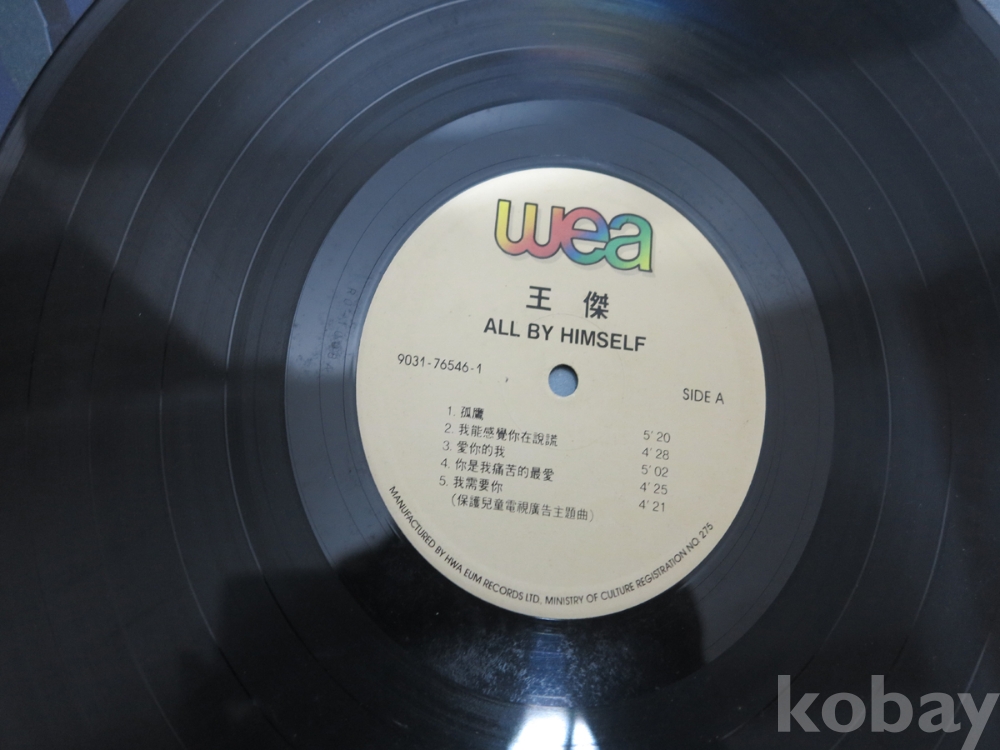 wea
王 傑
ALL BY HIMSELF
9031-76546-1
SIDE A
1. 孤鷹 5'20
2. 我能感覺你在說謊 4'28
3. 愛你的我 5'02
4. 你是我痛苦的最愛 4'25
5. 我需要你 4'21
(保護兒童電視廣告主題曲)
MANUFACTURED BY HWA EUM RECORDS LTD, MINISTRY OF CULTURE REGISTRATION NO. 275
kobay